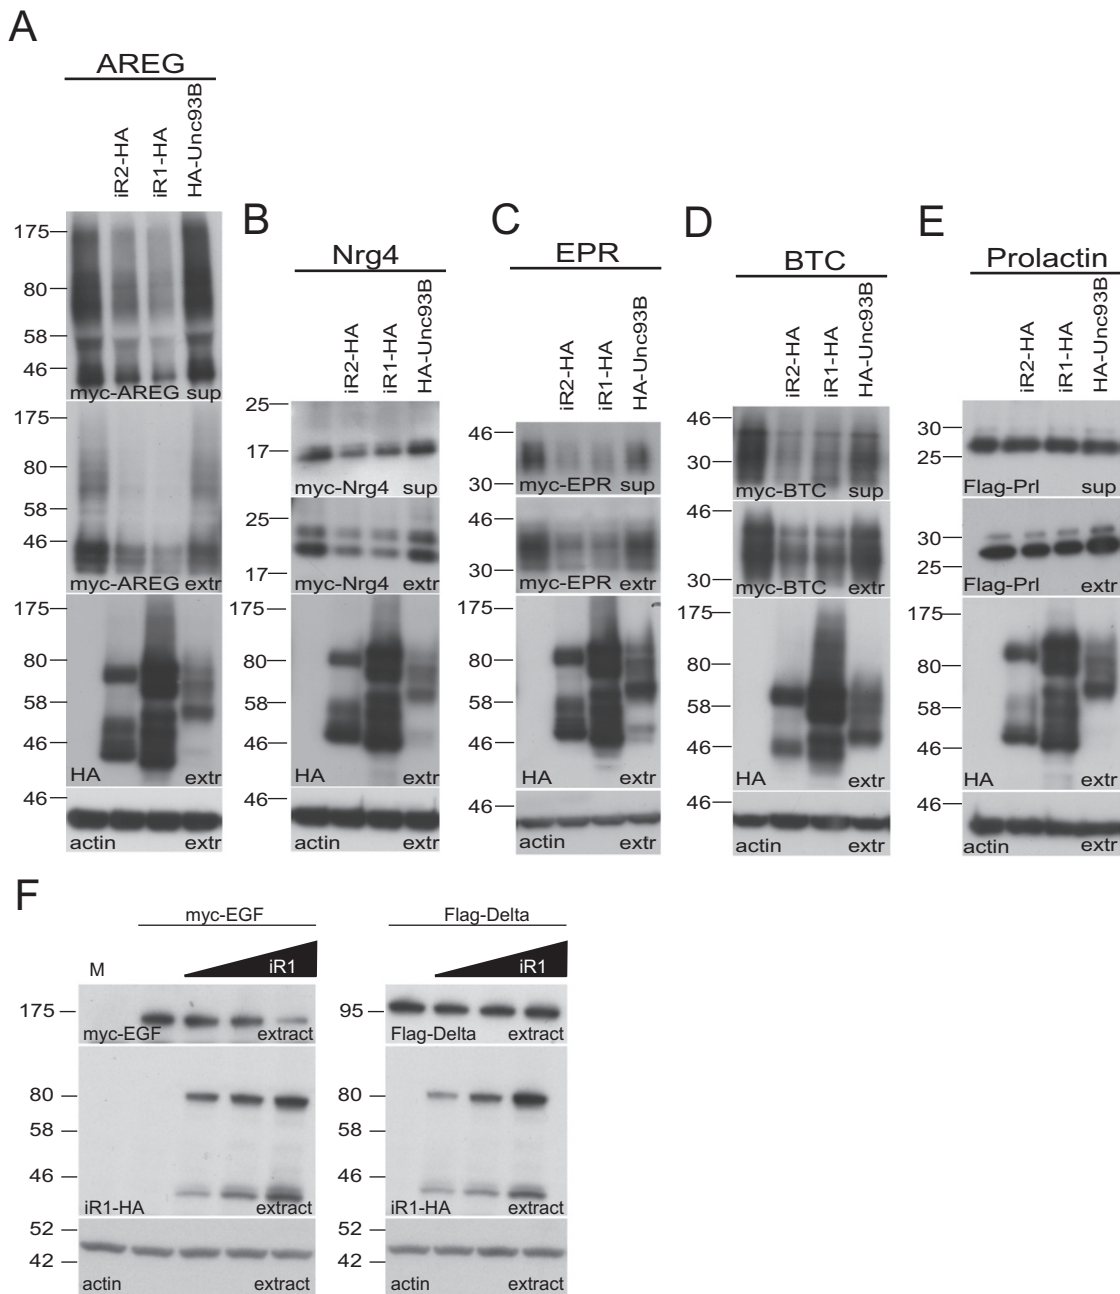 A
AREG
iR2-HA
iR1-HA
HA-Unc93B
175
80
58
46
myc-AREG sup
175
80
58
46
myc-AREG extr
175
80
58
46
HA extr
46
actin extr
B
Nrg4
iR2-HA
iR1-HA
HA-Unc93B
25
17
myc-Nrg4 sup
25
17
myc-Nrg4 extr
175
80
58
46
HA extr
46
actin extr
C
EPR
iR2-HA
iR1-HA
HA-Unc93B
46
30
myc-EPR sup
46
30
myc-EPR extr
175
80
58
46
HA extr
46
actin extr
D
BTC
iR2-HA
iR1-HA
HA-Unc93B
46
30
myc-BTC sup
46
30
myc-BTC extr
175
80
58
46
HA extr
46
actin extr
E
Prolactin
iR2-HA
iR1-HA
HA-Unc93B
30
25
Flag-Prl sup
30
25
Flag-Prl extr
175
80
58
46
HA extr
46
actin extr
F
myc-EGF
M
iR1
175
myc-EGF extract
80
58
46
iR1-HA extract
52
42
actin extract
Flag-Delta
iR1
95
Flag-Delta extract
80
58
46
iR1-HA extract
52
42
actin extract